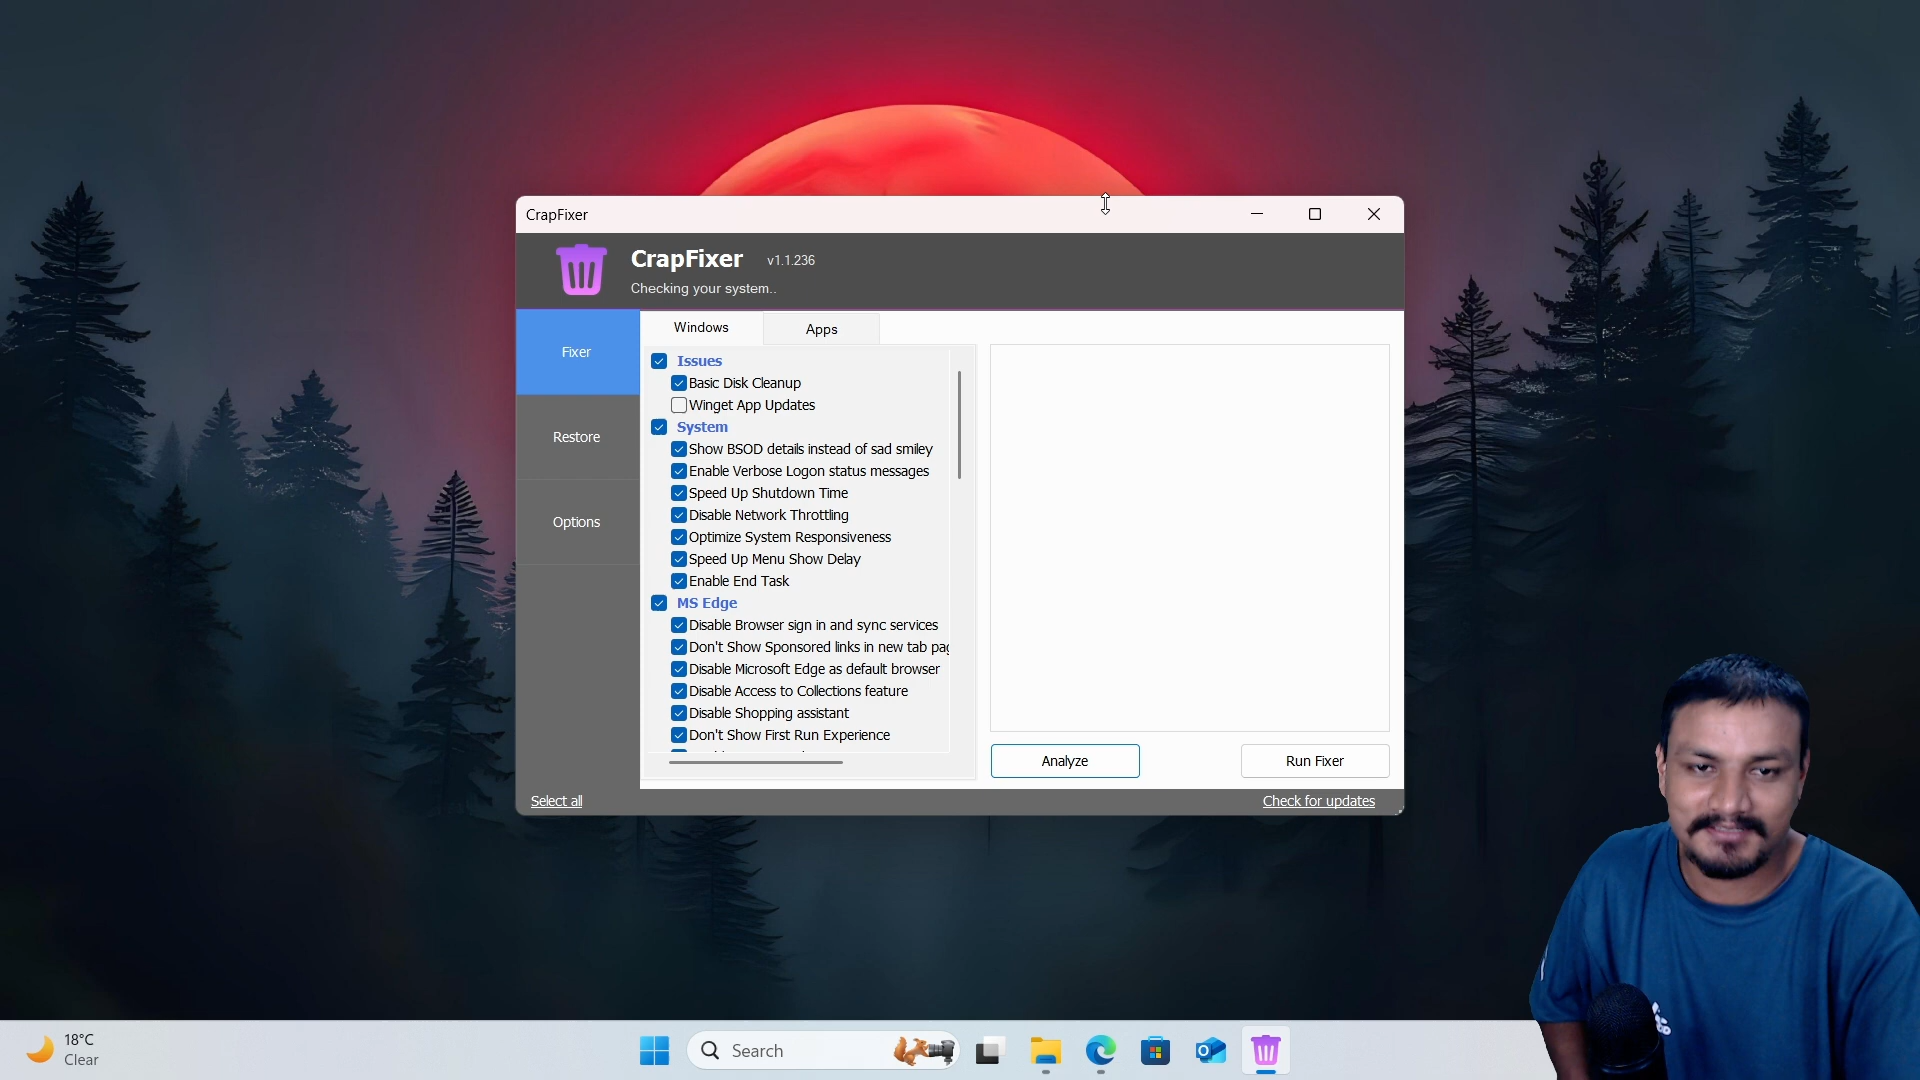 CrapFixer
CrapFixer v1.1.236
Checking your system..
Fixer
Restore
Options
Windows
Apps
Issues
Basic Disk Cleanup
Winget App Updates
System
Show BSOD details instead of sad smiley
Enable Verbose Logon status messages
Speed Up Shutdown Time
Disable Network Throttling
Optimize System Responsiveness
Speed Up Menu Show Delay
Enable End Task
MS Edge
Disable Browser sign in and sync services
Don't Show Sponsored links in new tab pag
Disable Microsoft Edge as default browser
Disable Access to Collections feature
Disable Shopping assistant
Don't Show First Run Experience
Analyze
Run Fixer
Select all
Check for updates
18°C
Clear
Search